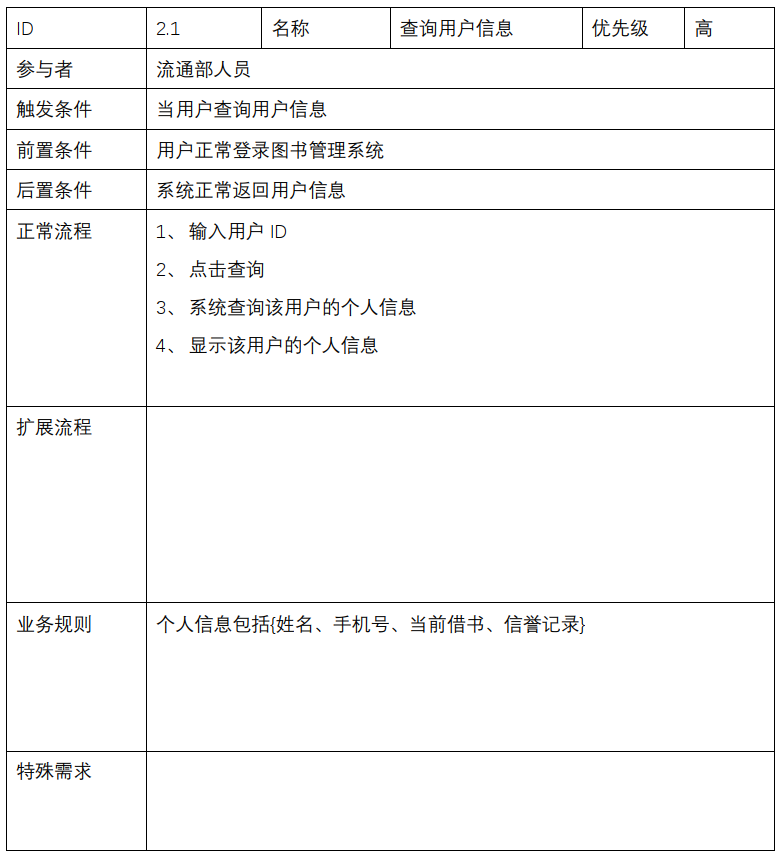 ID 2.1 名称 查询用户信息 优先级 高
参与者 流通部人员
触发条件 当用户查询用户信息
前置条件 用户正常登录图书管理系统
后置条件 系统正常返回用户信息
正常流程 1、 输入用户 ID
2、 点击查询
3、 系统查询该用户的个人信息
4、 显示该用户的个人信息
扩展流程
业务规则 个人信息包括{姓名、手机号、当前借书、信誉记录}
特殊需求